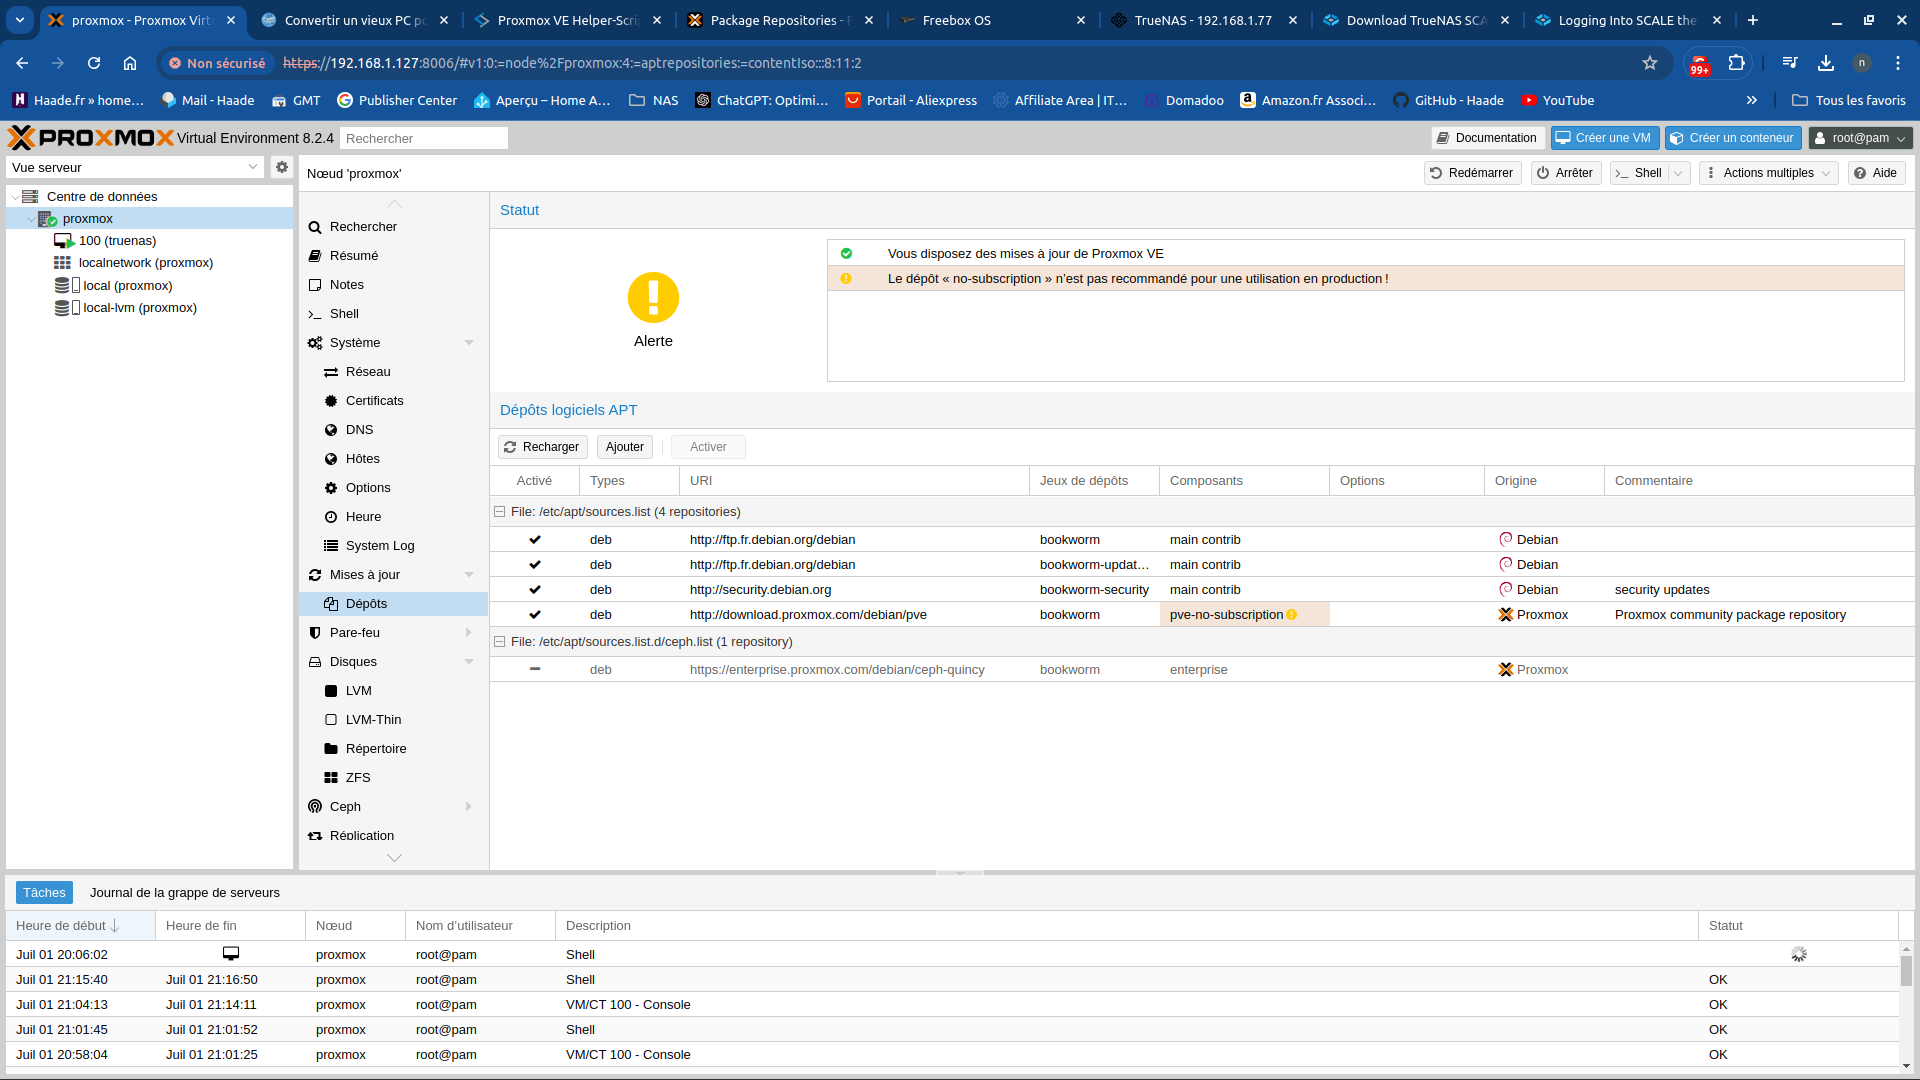 proxmox - Proxmox Virt
Convertir un vieux PC po
Proxmox VE Helper-Scri
Package Repositories - P
Freebox OS
TrueNAS - 192.168.1.77
Download TrueNAS SCA
Logging Into SCALE the
Non sécurisé
https://192.168.1.127:8006/#v1:0:=node%2Fproxmox:4:=aptrepositories:=contentIso:::8:11:2
99+
n
Haade.fr » home…
Mail - Haade
GMT
Publisher Center
Aperçu – Home A…
NAS
ChatGPT: Optimi…
Portail - Aliexpress
Affiliate Area | IT…
Domadoo
Amazon.fr Associ…
GitHub - Haade
YouTube
Tous les favoris
PROXMOX Virtual Environment 8.2.4
Rechercher
Documentation
Créer une VM
Créer un conteneur
root@pam
Vue serveur
Nœud 'proxmox'
Redémarrer
Arrêter
Shell
Actions multiples
Aide
Centre de données
proxmox
100 (truenas)
localnetwork (proxmox)
local (proxmox)
local-lvm (proxmox)
Rechercher
Résumé
Notes
Shell
Système
Réseau
Certificats
DNS
Hôtes
Options
Heure
System Log
Mises à jour
Dépôts
Pare-feu
Disques
LVM
LVM-Thin
Répertoire
ZFS
Ceph
Réplication
Statut
Alerte
Vous disposez des mises à jour de Proxmox VE
Le dépôt « no-subscription » n’est pas recommandé pour une utilisation en production !
Dépôts logiciels APT
Recharger
Ajouter
Activer
Activé Types URI Jeux de dépôts Composants Options Origine Commentaire
File: /etc/apt/sources.list (4 repositories)
deb http://ftp.fr.debian.org/debian bookworm main contrib Debian
deb http://ftp.fr.debian.org/debian bookworm-updat… main contrib Debian
deb http://security.debian.org bookworm-security main contrib Debian security updates
deb http://download.proxmox.com/debian/pve bookworm pve-no-subscription Proxmox Proxmox community package repository
File: /etc/apt/sources.list.d/ceph.list (1 repository)
deb https://enterprise.proxmox.com/debian/ceph-quincy bookworm enterprise Proxmox
Tâches
Journal de la grappe de serveurs
Heure de début Heure de fin Nœud Nom d’utilisateur Description Statut
Juil 01 20:06:02 proxmox root@pam Shell
Juil 01 21:15:40 Juil 01 21:16:50 proxmox root@pam Shell OK
Juil 01 21:04:13 Juil 01 21:14:11 proxmox root@pam VM/CT 100 - Console OK
Juil 01 21:01:45 Juil 01 21:01:52 proxmox root@pam Shell OK
Juil 01 20:58:04 Juil 01 21:01:25 proxmox root@pam VM/CT 100 - Console OK